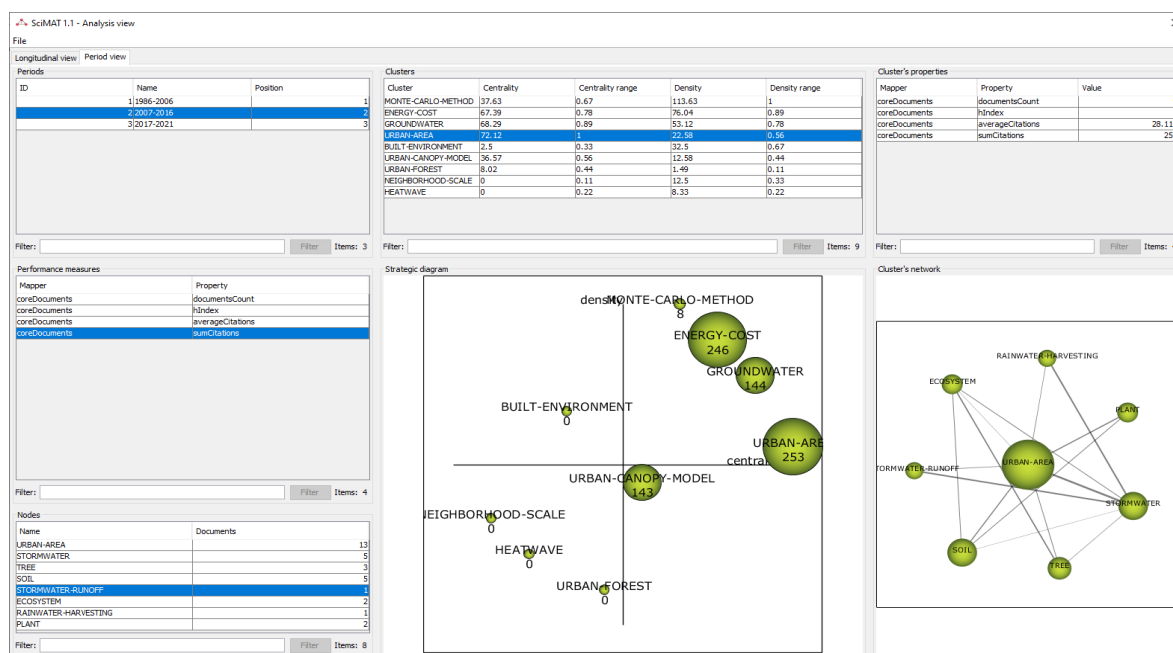 SciMAT 1.1 - Analysis view
File
Longitudinal view Period view
Periods
ID Name Position
1 1986-2006 1
2 2007-2016 2
3 2017-2021 3
Filter: Filter Items: 3
Clusters
Cluster Centrality Centrality range Density Density range
MONTE-CARLO-METHOD 37.63 0.67 113.63 1
ENERGY-COST 67.39 0.78 76.04 0.89
GROUNDWATER 68.29 0.89 53.12 0.78
URBAN-AREA 72.12 1 22.58 0.56
BUILT-ENVIRONMENT 2.5 0.33 32.5 0.67
URBAN-CANOPY-MODEL 36.57 0.56 12.58 0.44
URBAN-FOREST 8.02 0.44 1.49 0.11
NEIGHBORHOOD-SCALE 0 0.11 12.5 0.33
HEATWAVE 0 0.22 8.33 0.22
Filter: Filter Items: 9
Cluster's properties
Mapper Property Value
coreDocuments documentsCount
coreDocuments hIndex
coreDocuments averageCitations 28.11
coreDocuments sumCitations 25
Filter: Filter Items:
Performance measures
Mapper Property
coreDocuments documentsCount
coreDocuments hIndex
coreDocuments averageCitations
coreDocuments sumCitations
Filter: Filter Items: 4
Nodes
Name Documents
URBAN-AREA 13
STORMWATER 5
TREE 3
SOIL 5
STORMWATER-RUNOFF 1
ECOSYSTEM 2
RAINWATER-HARVESTING 1
PLANT 2
Filter: Filter Items: 8
Strategic diagram
density
MONTE-CARLO-METHOD
8
ENERGY-COST
246
GROUNDWATER
144
BUILT-ENVIRONMENT
0
URBAN-ARE
253
central
URBAN-CANOPY-MODEL
143
NEIGHBORHOOD-SCALE
0
HEATWAVE
0
URBAN-FOREST
0
Cluster's network
RAINWATER-HARVESTING
ECOSYSTEM
PLANT
URBAN-AREA
TORMWATER-RUNOFF
STORMWATER
SOIL
TREE